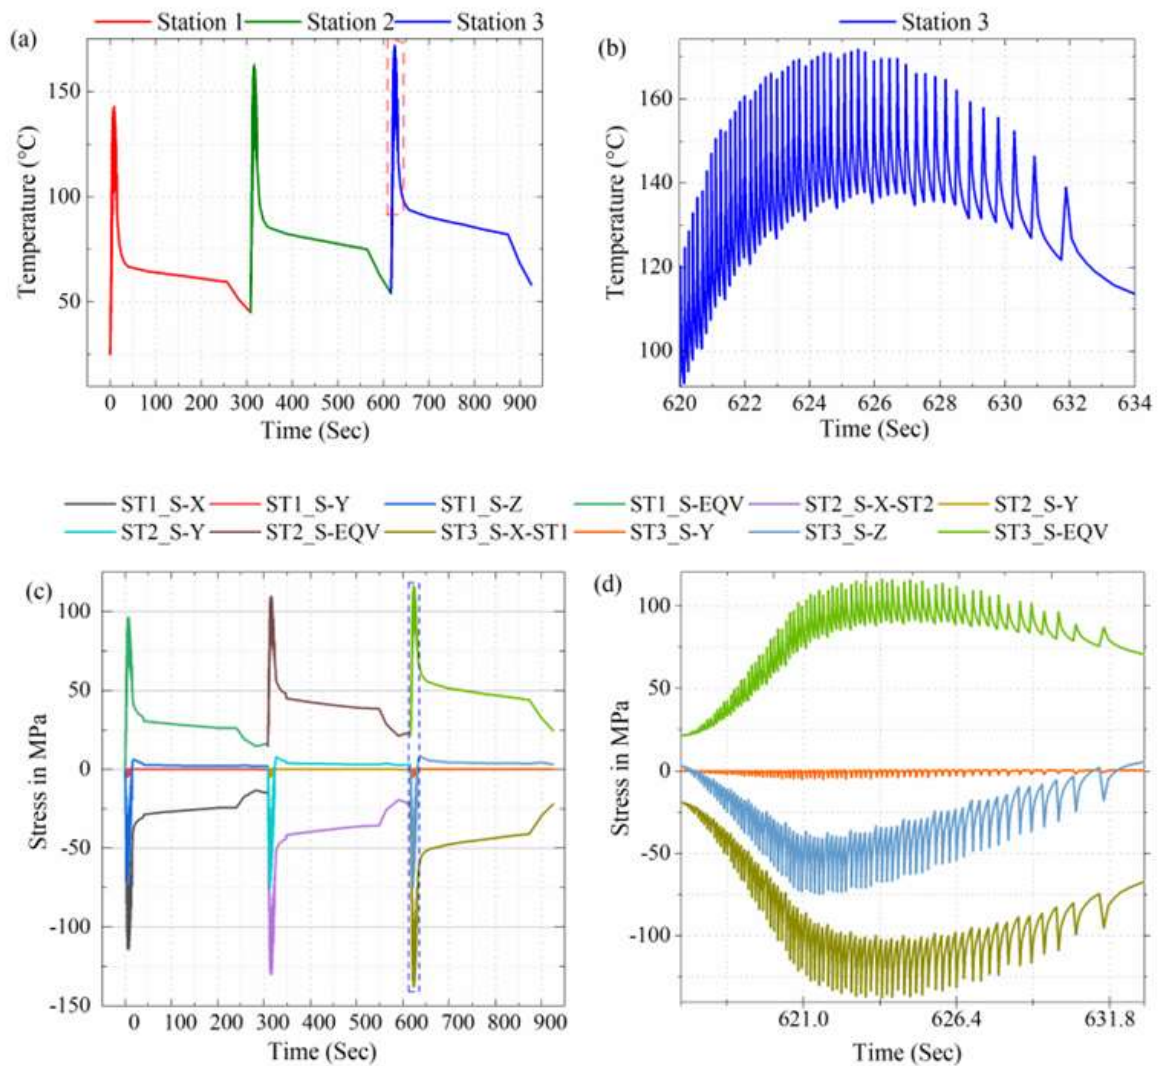 Station 1 Station 2 Station 3
(a)
150
100
50
Temperature (°C)
0 100 200 300 400 500 600 700 800 900
Time (Sec)
Station 3
(b)
160
140
120
100
Temperature (°C)
620 622 624 626 628 630 632 634
Time (Sec)
ST1_S-X ST1_S-Y ST1_S-Z ST1_S-EQV ST2_S-X-ST2 ST2_S-Y
ST2_S-Y ST2_S-EQV ST3_S-X-ST1 ST3_S-Y ST3_S-Z ST3_S-EQV
(c)
100
50
0
-50
-100
-150
Stress in MPa
0 100 200 300 400 500 600 700 800 900
Time (Sec)
(d)
100
50
0
-50
-100
Stress in MPa
621.0 626.4 631.8
Time (Sec)